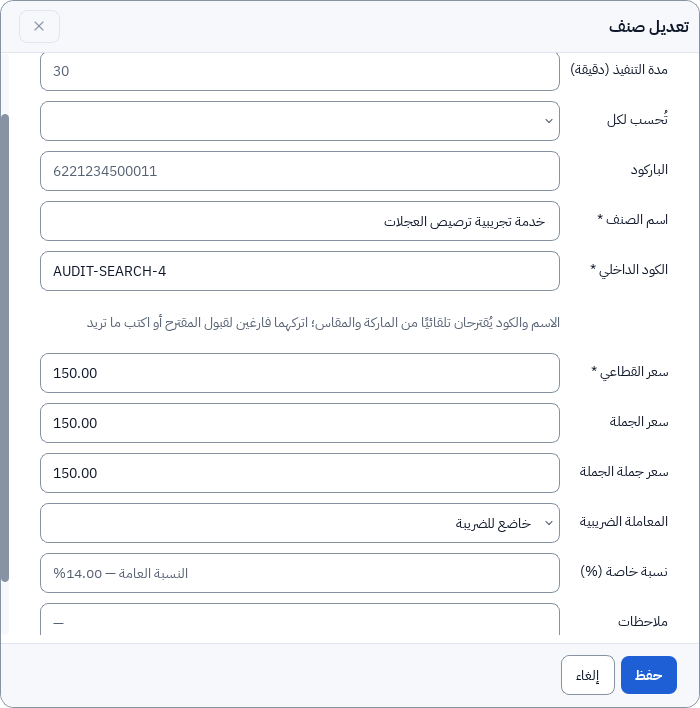 تعديل صنف
مدة التنفيذ (دقيقة) 30
تُحسب لكل
الباركود 6221234500011
اسم الصنف * خدمة تجريبية ترصيص العجلات
الكود الداخلي * AUDIT-SEARCH-4
الاسم والكود يُقترحان تلقائيًا من الماركة والمقاس؛ اتركهما فارغين لقبول المقترح أو اكتب ما تريد
سعر القطاعي * 150.00
سعر الجملة 150.00
سعر جملة الجملة 150.00
المعاملة الضريبية خاضع للضريبة
نسبة خاصة (%) النسبة العامة — 14.00%
ملاحظات —
حفظ إلغاء